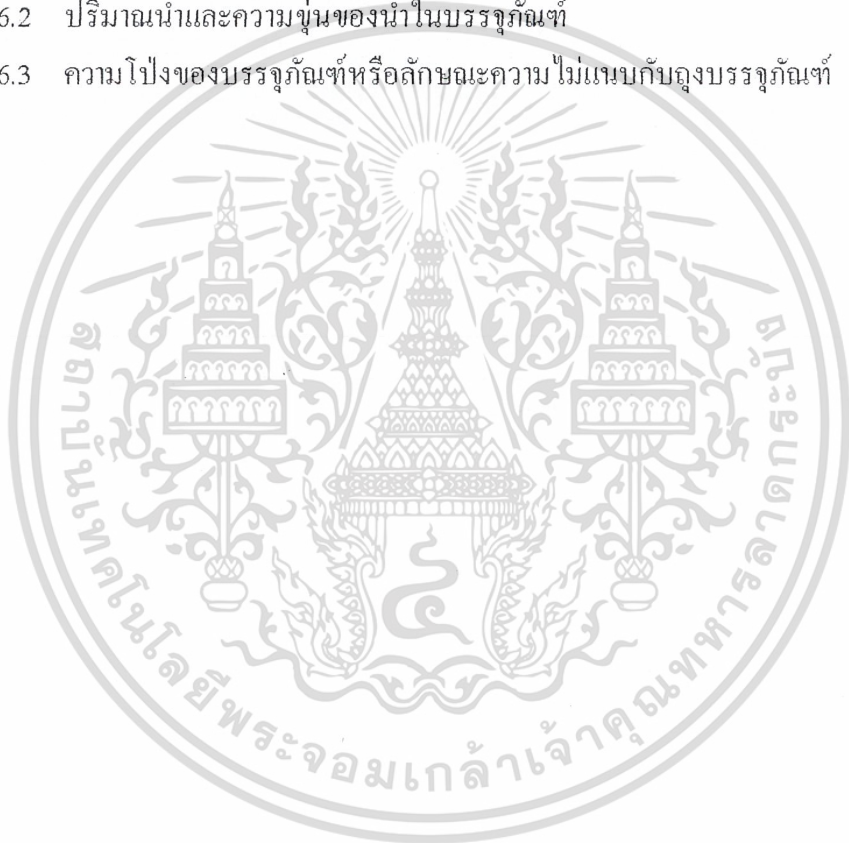 6.2 ปริมาณน้ำและความขุ่นของน้ำในบรรจุภัณฑ์
6.3 ความโป่งของบรรจุภัณฑ์หรือลักษณะความไม่แนบกับถุงบรรจุภัณฑ์
๔
สถาบันเทคโนโลยีพระจอมเกล้าเจ้าคุณทหารลาดกระบัง